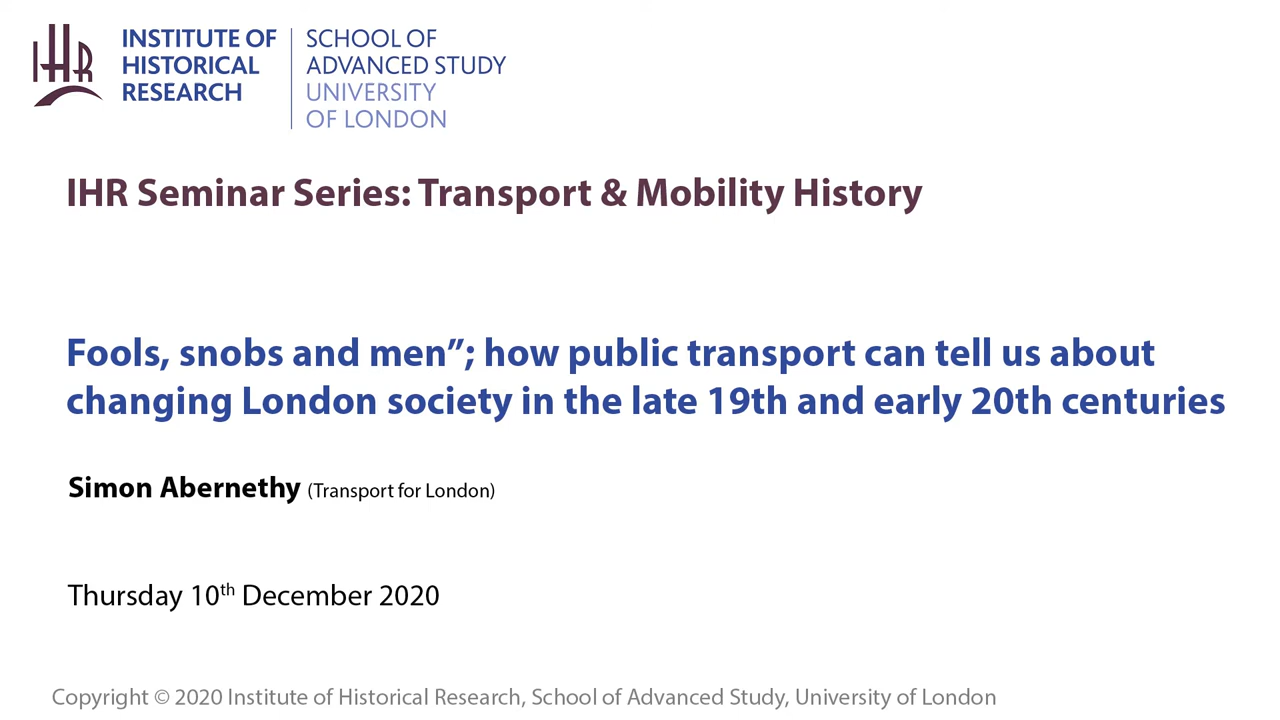 IHR
INSTITUTE OF
HISTORICAL
RESEARCH
SCHOOL OF
ADVANCED STUDY
UNIVERSITY
OF LONDON
IHR Seminar Series: Transport & Mobility History
Fools, snobs and men”; how public transport can tell us about
changing London society in the late 19th and early 20th centuries
Simon Abernethy (Transport for London)
Thursday 10th December 2020
Copyright © 2020 Institute of Historical Research, School of Advanced Study, University of London